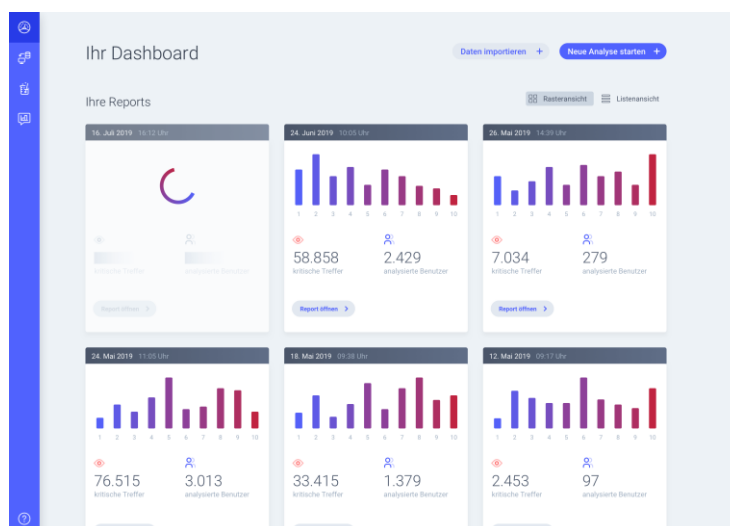 Ihr Dashboard
Daten importieren +
Neue Analyse starten +
Ihre Reports
Rasteransicht
Listenansicht
16. Juli 2019 16:12 Uhr
kritische Treffer
analysierte Benutzer
Report öffnen >
24. Juni 2019 10:05 Uhr
1 2 3 4 5 6 7 8 9 10
58.858
2.429
kritische Treffer
analysierte Benutzer
Report öffnen >
26. Mai 2019 14:39 Uhr
1 2 3 4 5 6 7 8 9 10
7.034
279
kritische Treffer
analysierte Benutzer
Report öffnen >
24. Mai 2019 11:05 Uhr
1 2 3 4 5 6 7 8 9 10
76.515
3.013
kritische Treffer
analysierte Benutzer
18. Mai 2019 09:38 Uhr
1 2 3 4 5 6 7 8 9 10
33.415
1.379
kritische Treffer
analysierte Benutzer
12. Mai 2019 09:17 Uhr
1 2 3 4 5 6 7 8 9 10
2.453
97
kritische Treffer
analysierte Benutzer